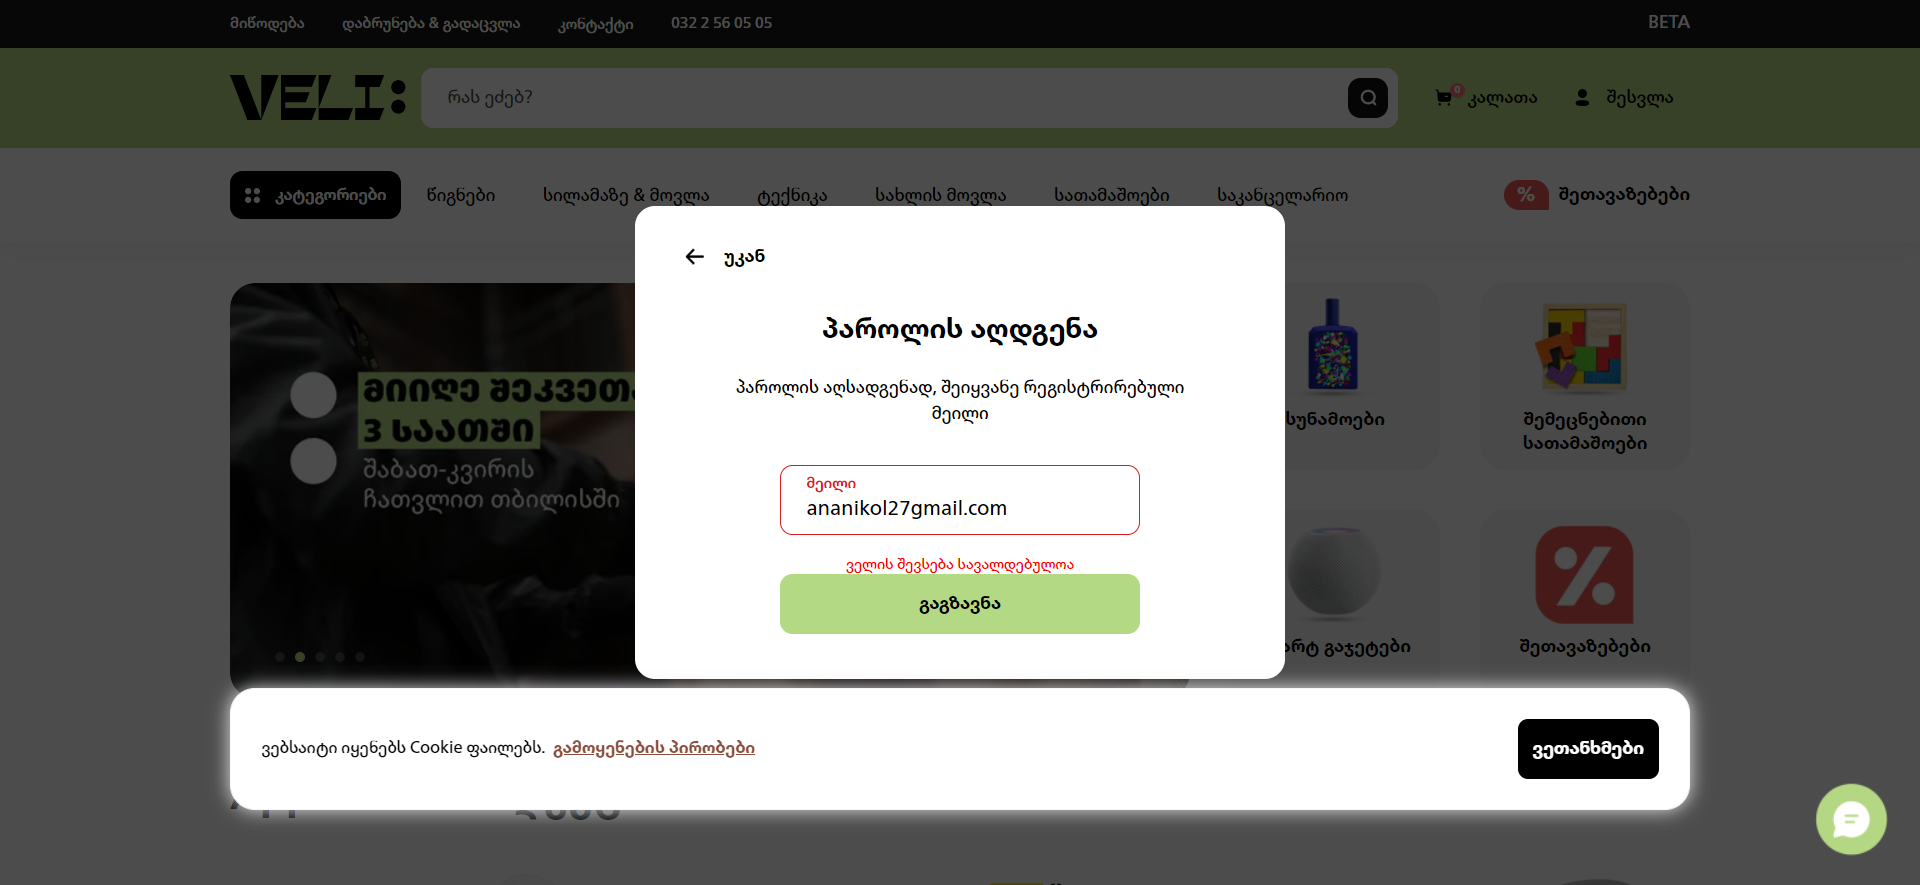 მიწოდება
დაბრუნება & გადაცვლა
კონტაქტი
032 2 56 05 05
BETA
VELI:
რას ეძებ?
0
კალათა
შესვლა
კატეგორიები
წიგნები
სილამაზე & მოვლა
ტექნიკა
სახლის მოვლა
სათამაშოები
საკანცელარიო
%
შეთავაზებები
უკან
პაროლის აღდგენა
პაროლის აღსადგენად, შეიყვანე რეგისტრირებული
მეილი
მეილი
ananikol27gmail.com
ველის შევსება სავალდებულოა
გაგზავნა
მიიღე შეკვეთა
3 საათში
შაბათ-კვირის
ჩათვლით თბილისში
სუნამოები
შემეცნებითი
სათამაშოები
არტ გაჯეტები
%
შეთავაზებები
ვებსაიტი იყენებს Cookie ფაილებს. გამოყენების პირობები
ვეთანხმები